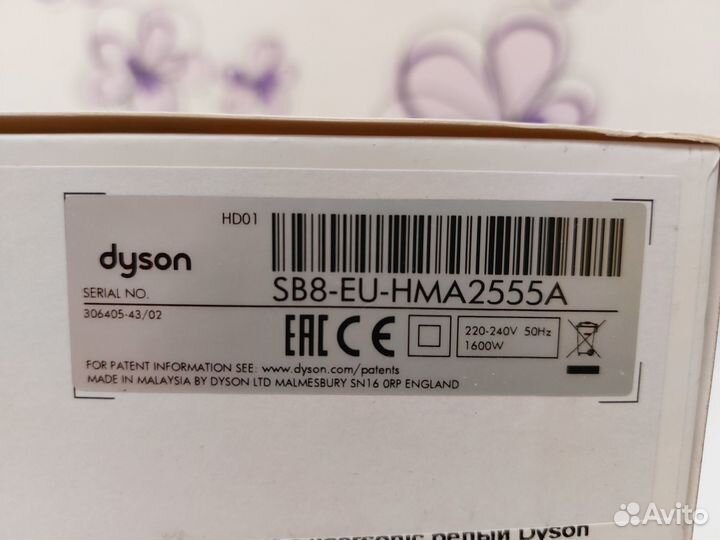 HD01
dyson
SERIAL NO.
SB8-EU-HMA2555A
306405-43/02
EAC CE
220-240V 50Hz
1600W
FOR PATENT INFORMATION SEE: www.dyson.com/patents
MADE IN MALAYSIA BY DYSON LTD MALMESBURY SN16 0RP ENGLAND
Dyson
Avito